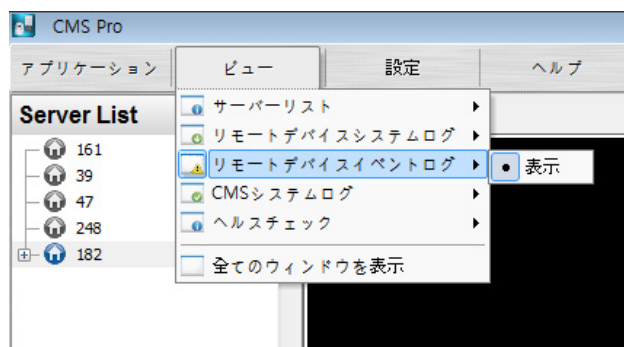 CMS Pro
アプリケーション ビュー 設定 ヘルプ
Server List
161
39
47
248
182
サーバーリスト
リモートデバイスシステムログ
リモートデバイスイベントログ
表示
CMSシステムログ
ヘルスチェック
全てのウィンドウを表示